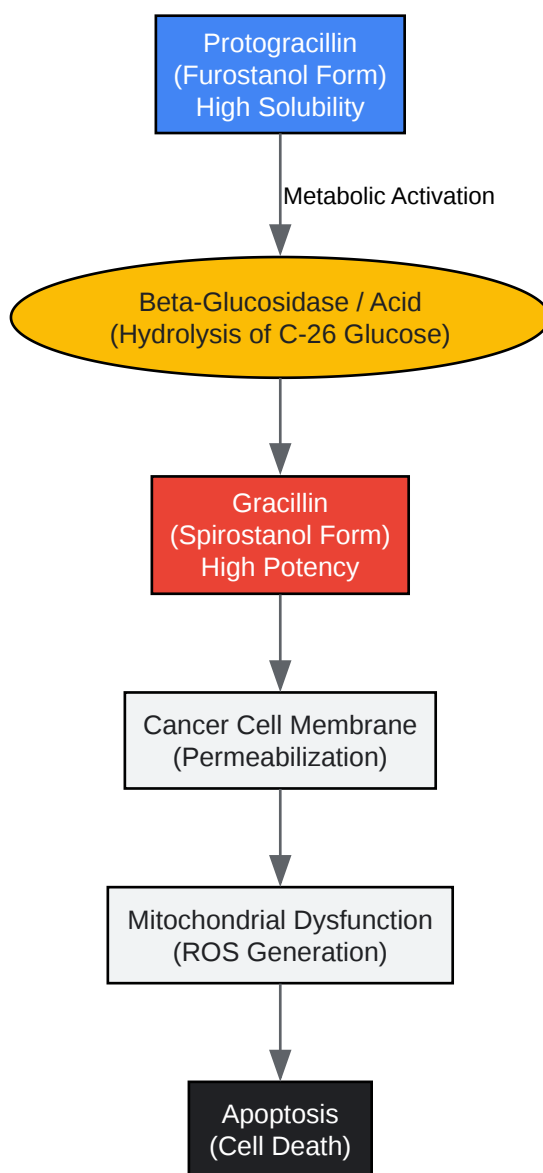 Protogracillin
(Furostanol Form)
High Solubility
Metabolic Activation
Beta-Glucosidase / Acid
(Hydrolysis of C-26 Glucose)
Gracillin
(Spirostanol Form)
High Potency
Cancer Cell Membrane
(Permeabilization)
Mitochondrial Dysfunction
(ROS Generation)
Apoptosis
(Cell Death)